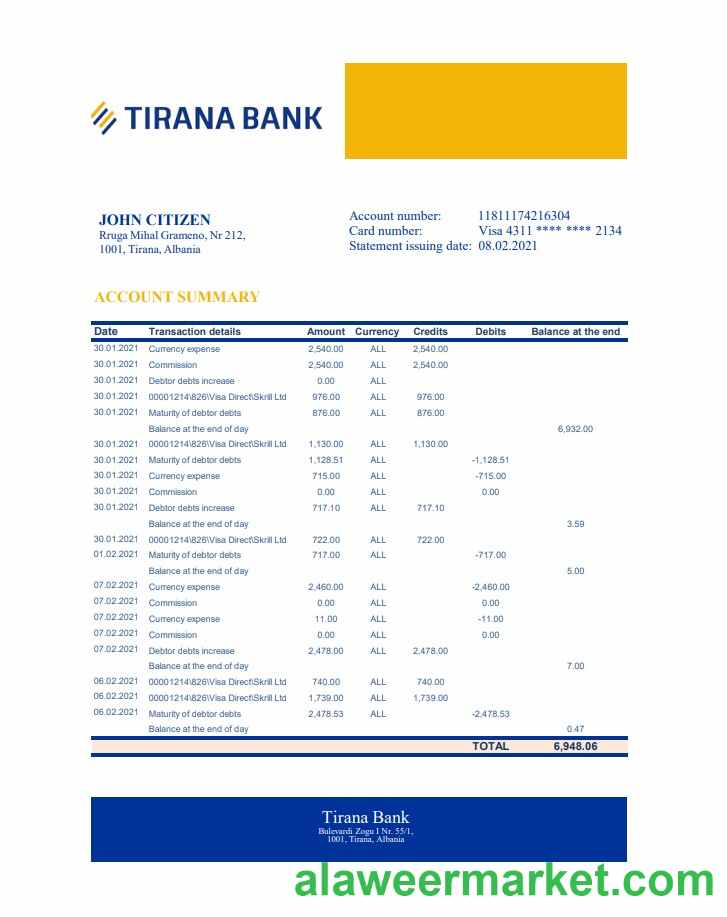 TIRANA BANK
JOHN CITIZEN
Rruga Mihal Grameno, Nr 212,
1001, Tirana, Albania
Account number: 11811174216304
Card number: Visa 4311 **** **** 2134
Statement issuing date: 08.02.2021
ACCOUNT SUMMARY
Date Transaction details Amount Currency Credits Debits Balance at the end
30.01.2021 Currency expense 2,540.00 ALL 2,540.00
30.01.2021 Commission 2,540.00 ALL 2,540.00
30.01.2021 Debtor debts increase 0.00 ALL
30.01.2021 00001214\826\Visa Direct\Skrill Ltd 976.00 ALL 976.00
30.01.2021 Maturity of debtor debts 876.00 ALL 876.00
Balance at the end of day 6,932.00
30.01.2021 00001214\826\Visa Direct\Skrill Ltd 1,130.00 ALL 1,130.00
30.01.2021 Maturity of debtor debts 1,128.51 ALL -1,128.51
30.01.2021 Currency expense 715.00 ALL -715.00
30.01.2021 Commission 0.00 ALL 0.00
30.01.2021 Debtor debts increase 717.10 ALL 717.10
Balance at the end of day 3.59
30.01.2021 00001214\826\Visa Direct\Skrill Ltd 722.00 ALL 722.00
01.02.2021 Maturity of debtor debts 717.00 ALL -717.00
Balance at the end of day 5.00
07.02.2021 Currency expense 2,460.00 ALL -2,460.00
07.02.2021 Commission 0.00 ALL 0.00
07.02.2021 Currency expense 11.00 ALL -11.00
07.02.2021 Commission 0.00 ALL 0.00
07.02.2021 Debtor debts increase 2,478.00 ALL 2,478.00
Balance at the end of day 7.00
06.02.2021 00001214\826\Visa Direct\Skrill Ltd 740.00 ALL 740.00
06.02.2021 00001214\826\Visa Direct\Skrill Ltd 1,739.00 ALL 1,739.00
06.02.2021 Maturity of debtor debts 2,478.53 ALL -2,478.53
Balance at the end of day 0.47
TOTAL 6,948.06
Tirana Bank
Bulevardi Zogu I Nr. 55/1,
1001, Tirana, Albania
alaweermarket.com